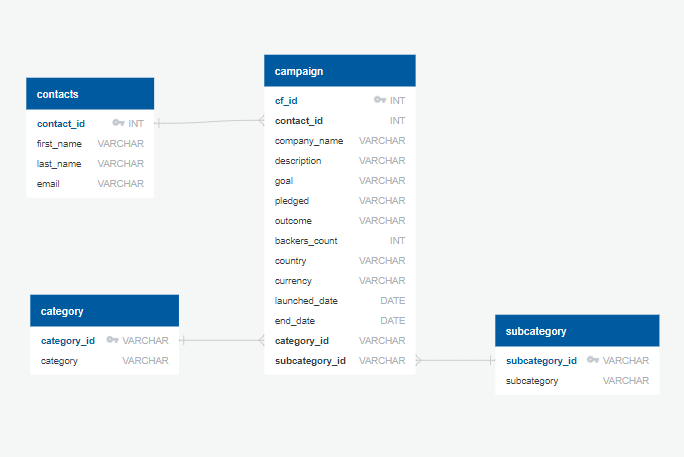 contacts
contact_id INT
first_name VARCHAR
last_name VARCHAR
email VARCHAR
campaign
cf_id INT
contact_id INT
company_name VARCHAR
description VARCHAR
goal VARCHAR
pledged VARCHAR
outcome VARCHAR
backers_count INT
country VARCHAR
currency VARCHAR
launched_date DATE
end_date DATE
category_id VARCHAR
subcategory_id VARCHAR
category
category_id VARCHAR
category VARCHAR
subcategory
subcategory_id VARCHAR
subcategory VARCHAR